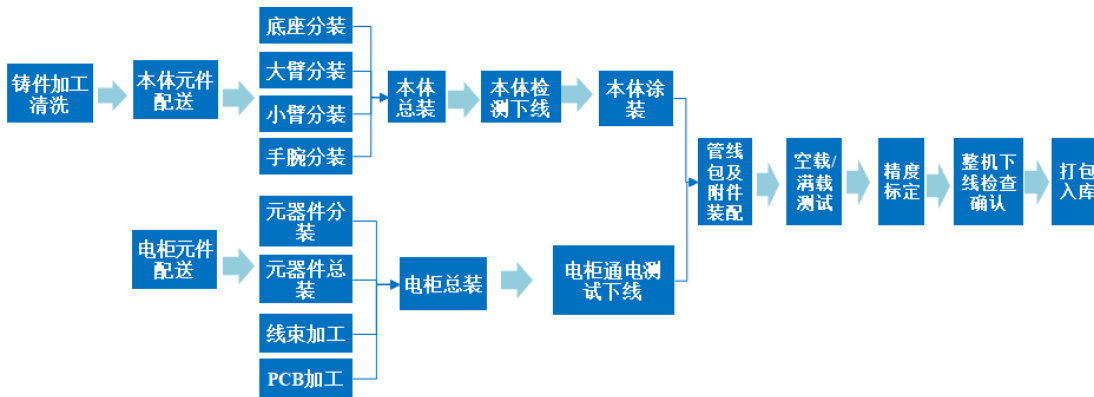 铸件加工
清洗
本体元件
配送
底座分装
大臂分装
小臂分装
手腕分装
本体
总装
本体检
测下线
本体涂
装
电柜元件
配送
元器件分
装
元器件总
装
线束加工
PCB加工
电柜总装
电柜通电测
试下线
管线
包及
附件
装配
空载/
满载
测试
精度
标定
整机下
线检查
确认
打包
入库